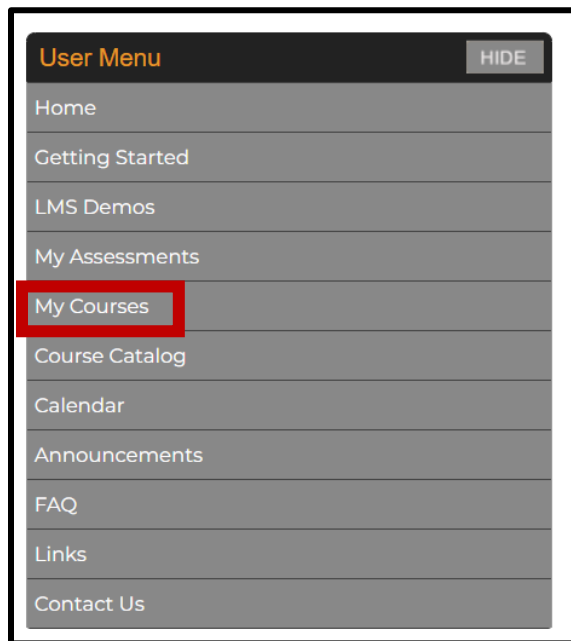 User Menu HIDE
Home
Getting Started
LMS Demos
My Assessments
My Courses
Course Catalog
Calendar
Announcements
FAQ
Links
Contact Us